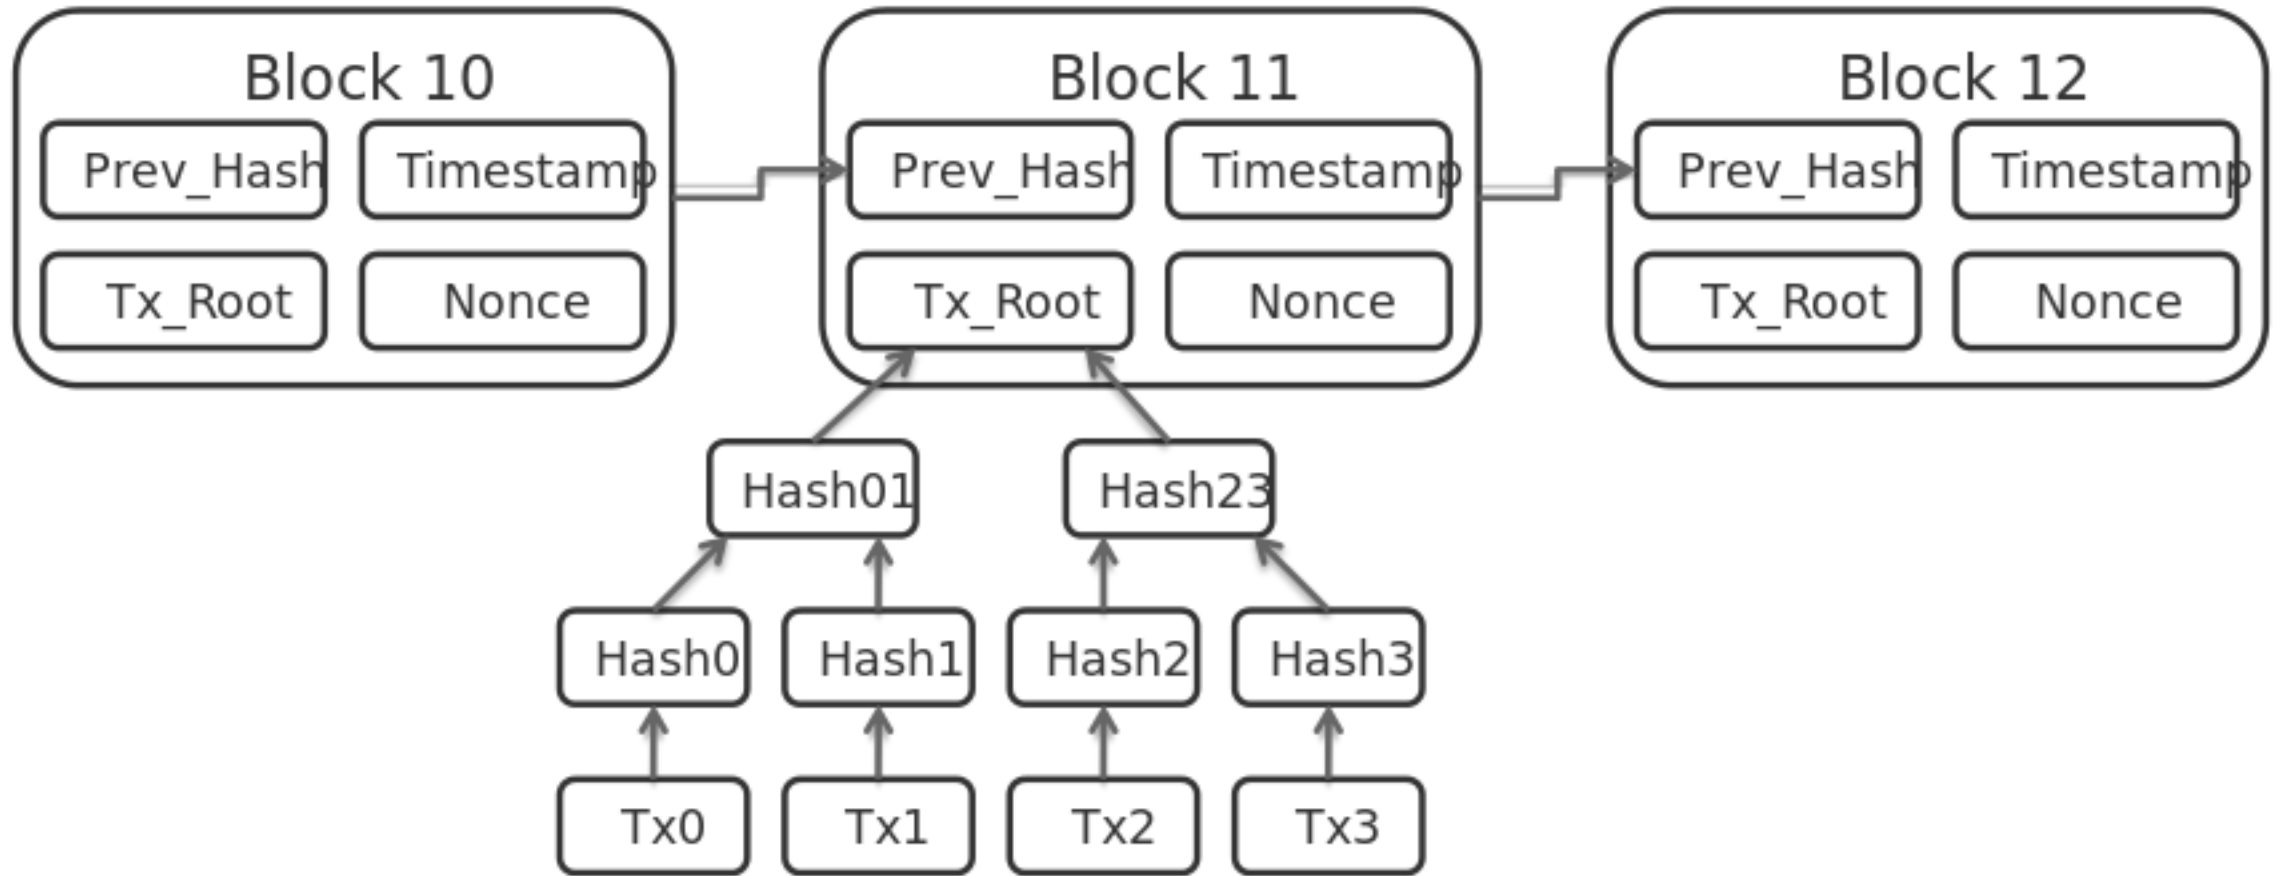 Block 10
Block 11
Block 12
Prev_Hash Timestamp
Prev_Hash Timestamp
Prev_Hash Timestamp
Tx_Root Nonce
Tx_Root Nonce
Tx_Root Nonce
Hash01 Hash23
Hash0 Hash1 Hash2 Hash3
Tx0 Tx1 Tx2 Tx3